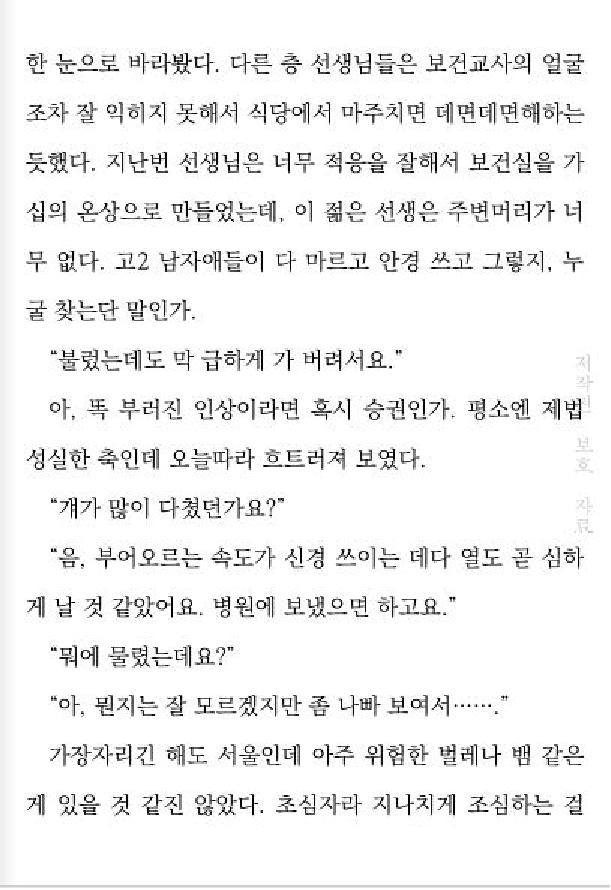 한 눈으로 바라봤다. 다른 층 선생님들은 보건교사의 얼굴
조차 잘 익히지 못해서 식당에서 마주치면 데면데면해하는
듯했다. 지난번 선생님은 너무 적응을 잘해서 보건실을 가
십의 온상으로 만들었는데, 이 젊은 선생은 주변머리가 너
무 없다. 고2 남자애들이 다 마르고 안경 쓰고 그렇지, 누
굴 찾는단 말인가.
“불렀는데도 막 급하게 가 버려서요.”
아, 똑 부러진 인상이라면 혹시 승권인가. 평소엔 제법
성실한 축인데 오늘따라 흐트러져 보였다.
“걔가 많이 다쳤던가요?”
“음, 부어오르는 속도가 신경 쓰이는 데다 열도 곧 심하
게 날 것 같았어요. 병원에 보냈으면 하고요.”
“뭐에 물렸는데요?”
“아, 뭔지는 잘 모르겠지만 좀 나빠 보여서…….”
가장자리긴 해도 서울인데 아주 위험한 벌레나 뱀 같은
게 있을 것 같진 않았다. 초심자라 지나치게 조심하는 걸
저작권 보호 자료